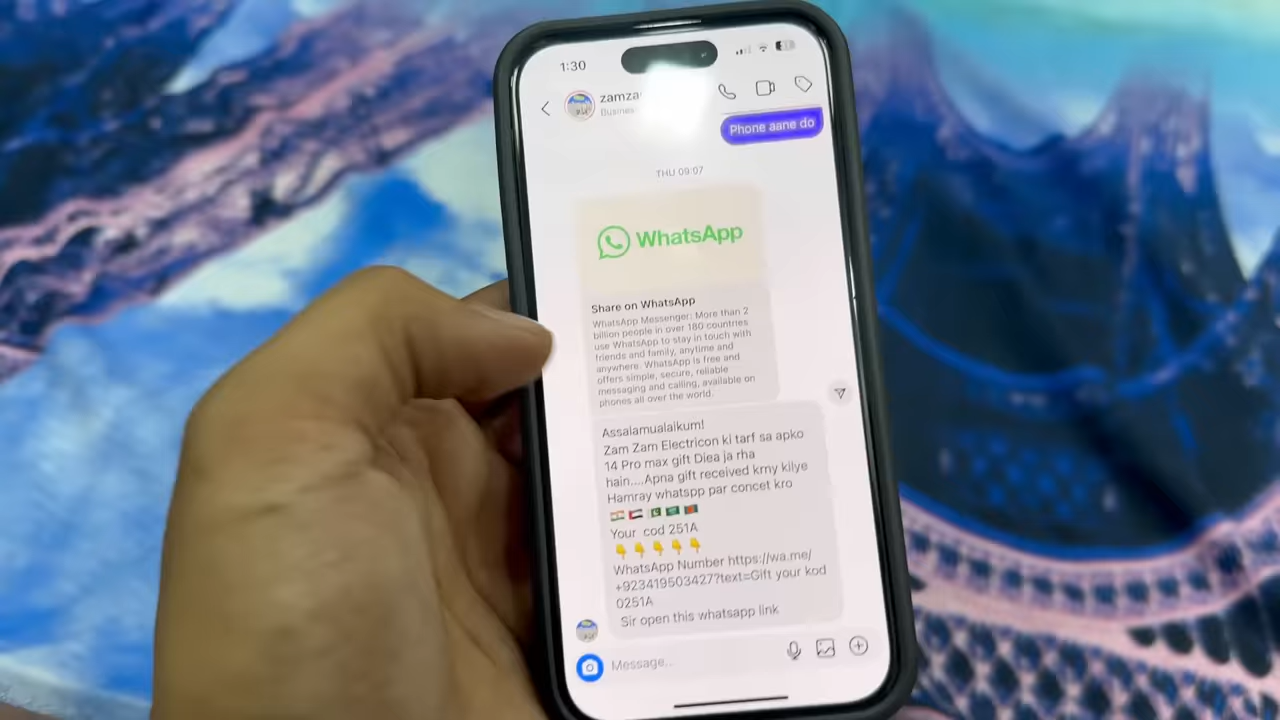 1:30
zamza
Busines
Phone aane do
THU 09:07
WhatsApp
Share on WhatsApp
WhatsApp Messenger: More than 2
billion people in over 180 countries
use WhatsApp to stay in touch with
friends and family, anytime and
anywhere. WhatsApp is free and
offers simple, secure, reliable
messaging and calling, available on
phones all over the world.
Assalamualaikum!
Zam Zam Electricon ki tarf sa apko
14 Pro max gift Diea ja rha
hain....Apna gift received krny kilye
Hamray whatspp par concet kro
🇮🇳 🇦🇪 🇵🇰 🇸🇦 🇧🇩
Your cod 251A
👇👇👇👇👇
WhatsApp Number https://wa.me/
+923419503427?text=Gift your kod
0251A
Sir open this whatsapp link
Message...